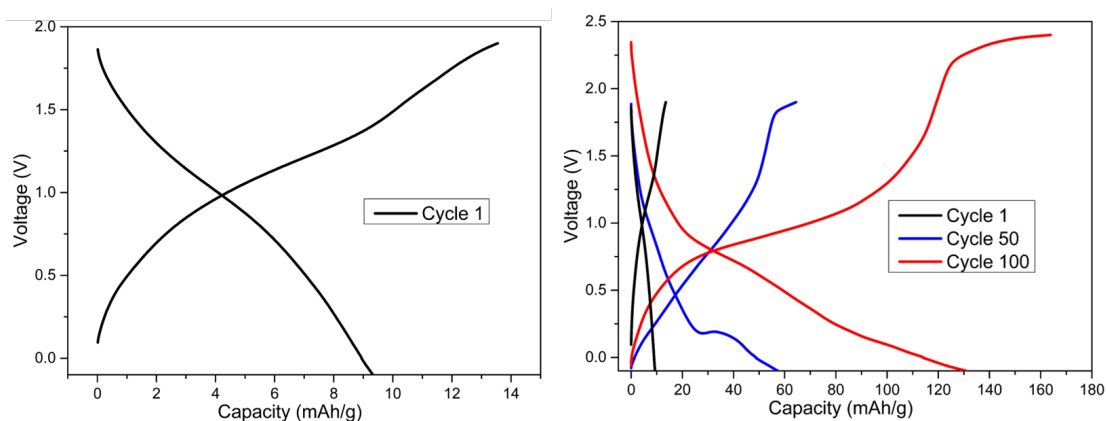 2.0
1.5
1.0
0.5
0.0
Voltage (V)
0 2 4 6 8 10 12 14
Capacity (mAh/g)
Cycle 1
2.5
2.0
1.5
1.0
0.5
0.0
Voltage (V)
0 20 40 60 80 100 120 140 160 180
Capacity (mAh/g)
Cycle 1
Cycle 50
Cycle 100